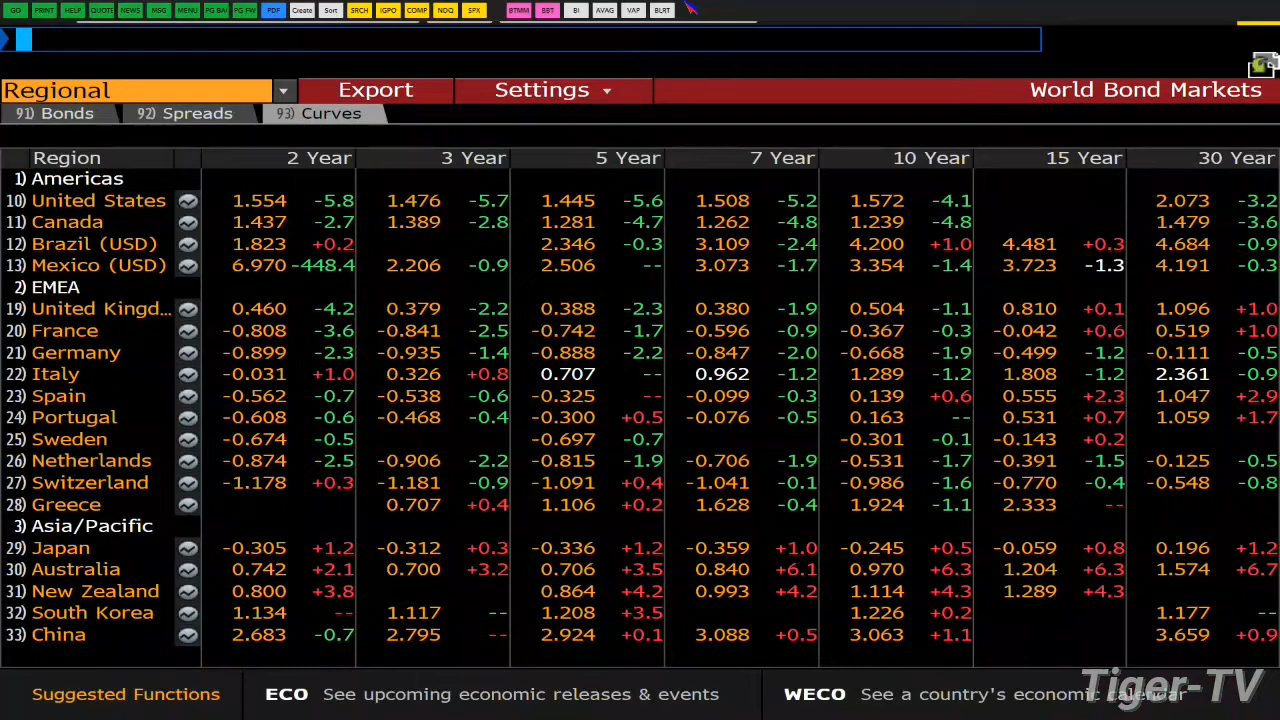 GO PRINT HELP QUOTE NEWS MSG MENU PG BA PG FW PDF Create Sort SRCH IGPO COMP NDQ SPX BTMM BBT BI AVAG VAP BLRT
Regional Export Settings World Bond Markets
91) Bonds 92) Spreads 93) Curves
Region 2 Year 3 Year 5 Year 7 Year 10 Year 15 Year 30 Year
1) Americas
10) United States 1.554 -5.8 1.476 -5.7 1.445 -5.6 1.508 -5.2 1.572 -4.1 2.073 -3.2
11) Canada 1.437 -2.7 1.389 -2.8 1.281 -4.7 1.262 -4.8 1.239 -4.8 1.479 -3.6
12) Brazil (USD) 1.823 +0.2 2.346 -0.3 3.109 -2.4 4.200 +1.0 4.481 +0.3 4.684 -0.9
13) Mexico (USD) 6.970 -448.4 2.206 -0.9 2.506 -- 3.073 -1.7 3.354 -1.4 3.723 -1.3 4.191 -0.3
2) EMEA
19) United Kingd... 0.460 -4.2 0.379 -2.2 0.388 -2.3 0.380 -1.9 0.504 -1.1 0.810 +0.1 1.096 +1.0
20) France -0.808 -3.6 -0.841 -2.5 -0.742 -1.7 -0.596 -0.9 -0.367 -0.3 -0.042 +0.6 0.519 +1.0
21) Germany -0.899 -2.3 -0.935 -1.4 -0.888 -2.2 -0.847 -2.0 -0.668 -1.9 -0.499 -1.2 -0.111 -0.5
22) Italy -0.031 +1.0 0.326 +0.8 0.707 -- 0.962 -1.2 1.289 -1.2 1.808 -1.2 2.361 -0.9
23) Spain -0.562 -0.7 -0.538 -0.6 -0.325 -- -0.099 -0.3 0.139 +0.6 0.555 +2.3 1.047 +2.9
24) Portugal -0.608 -0.6 -0.468 -0.4 -0.300 +0.5 -0.076 -0.5 0.163 -- 0.531 +0.7 1.059 +1.7
25) Sweden -0.674 -0.5 -0.697 -0.7 -0.301 -0.1 -0.143 +0.2
26) Netherlands -0.874 -2.5 -0.906 -2.2 -0.815 -1.9 -0.706 -1.9 -0.531 -1.7 -0.391 -1.5 -0.125 -0.5
27) Switzerland -1.178 +0.3 -1.181 -0.9 -1.091 +0.4 -1.041 -0.1 -0.986 -1.6 -0.770 -0.4 -0.548 -0.8
28) Greece 0.707 +0.4 1.106 +0.2 1.628 -0.4 1.924 -1.1 2.333 --
3) Asia/Pacific
29) Japan -0.305 +1.2 -0.312 +0.3 -0.336 +1.2 -0.359 +1.0 -0.245 +0.5 -0.059 +0.8 0.196 +1.2
30) Australia 0.742 +2.1 0.700 +3.2 0.706 +3.5 0.840 +6.1 0.970 +6.3 1.204 +6.3 1.574 +6.7
31) New Zealand 0.800 +3.8 0.864 +4.2 0.993 +4.2 1.114 +4.3 1.289 +4.3
32) South Korea 1.134 -- 1.117 -- 1.208 +3.5 1.226 +0.2 1.177 --
33) China 2.683 -0.7 2.795 -- 2.924 +0.1 3.088 +0.5 3.063 +1.1 3.659 +0.9
Suggested Functions ECO See upcoming economic releases & events WECO See a country's economic calendar
Tiger-TV